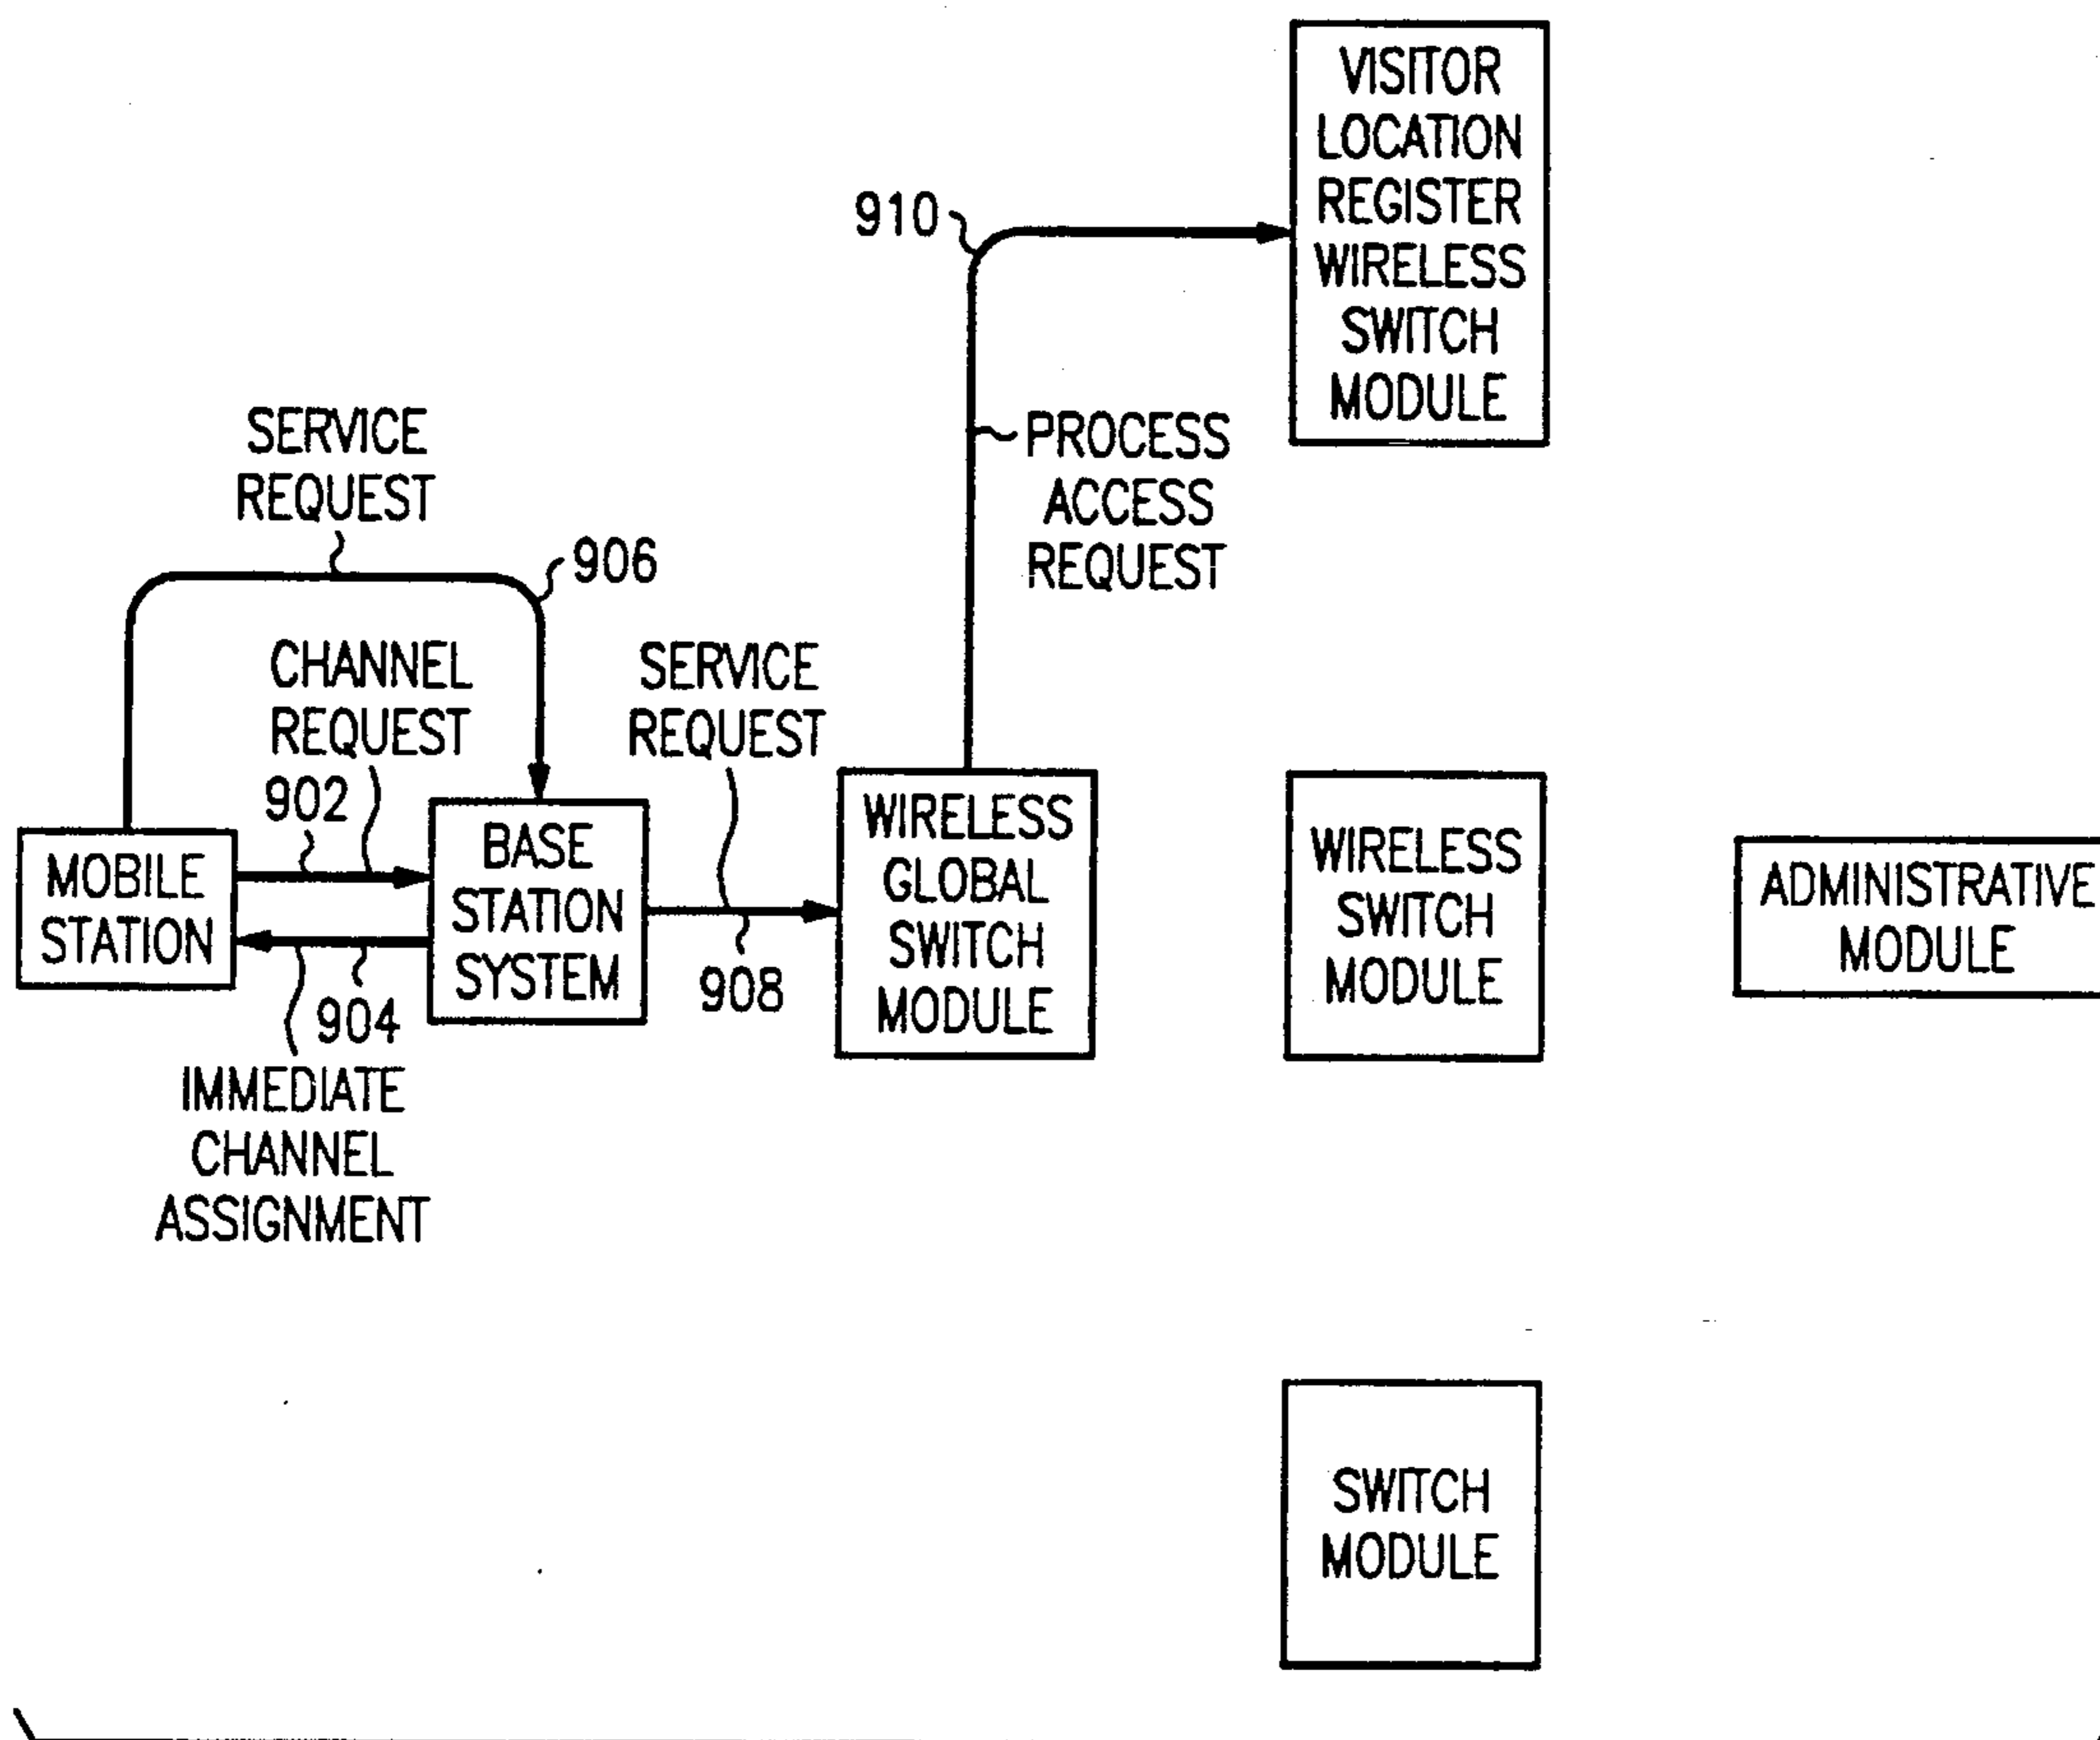 VISITOR
LOCATION
REGISTER
WIRELESS
SWITCH
MODULE
910
PROCESS
ACCESS
REQUEST
SERVICE
REQUEST
906
CHANNEL
REQUEST
902
SERVICE
REQUEST
MOBILE
STATION
BASE
STATION
SYSTEM
WIRELESS
GLOBAL
SWITCH
MODULE
WIRELESS
SWITCH
MODULE
ADMINISTRATIVE
MODULE
904
908
IMMEDIATE
CHANNEL
ASSIGNMENT
SWITCH
MODULE